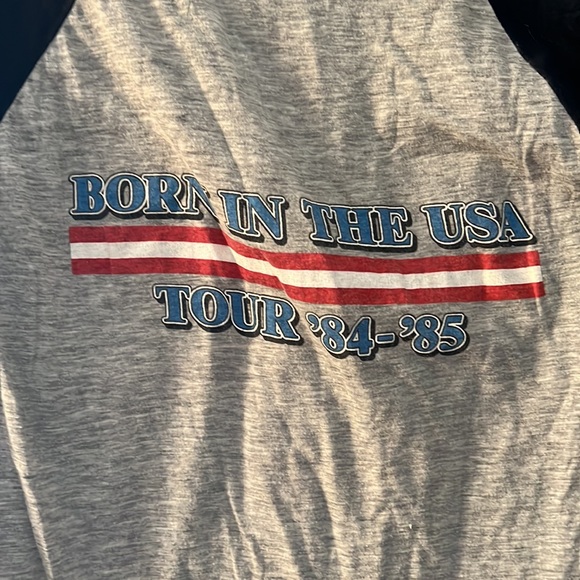 BORN IN THE USA
TOUR '84-'85